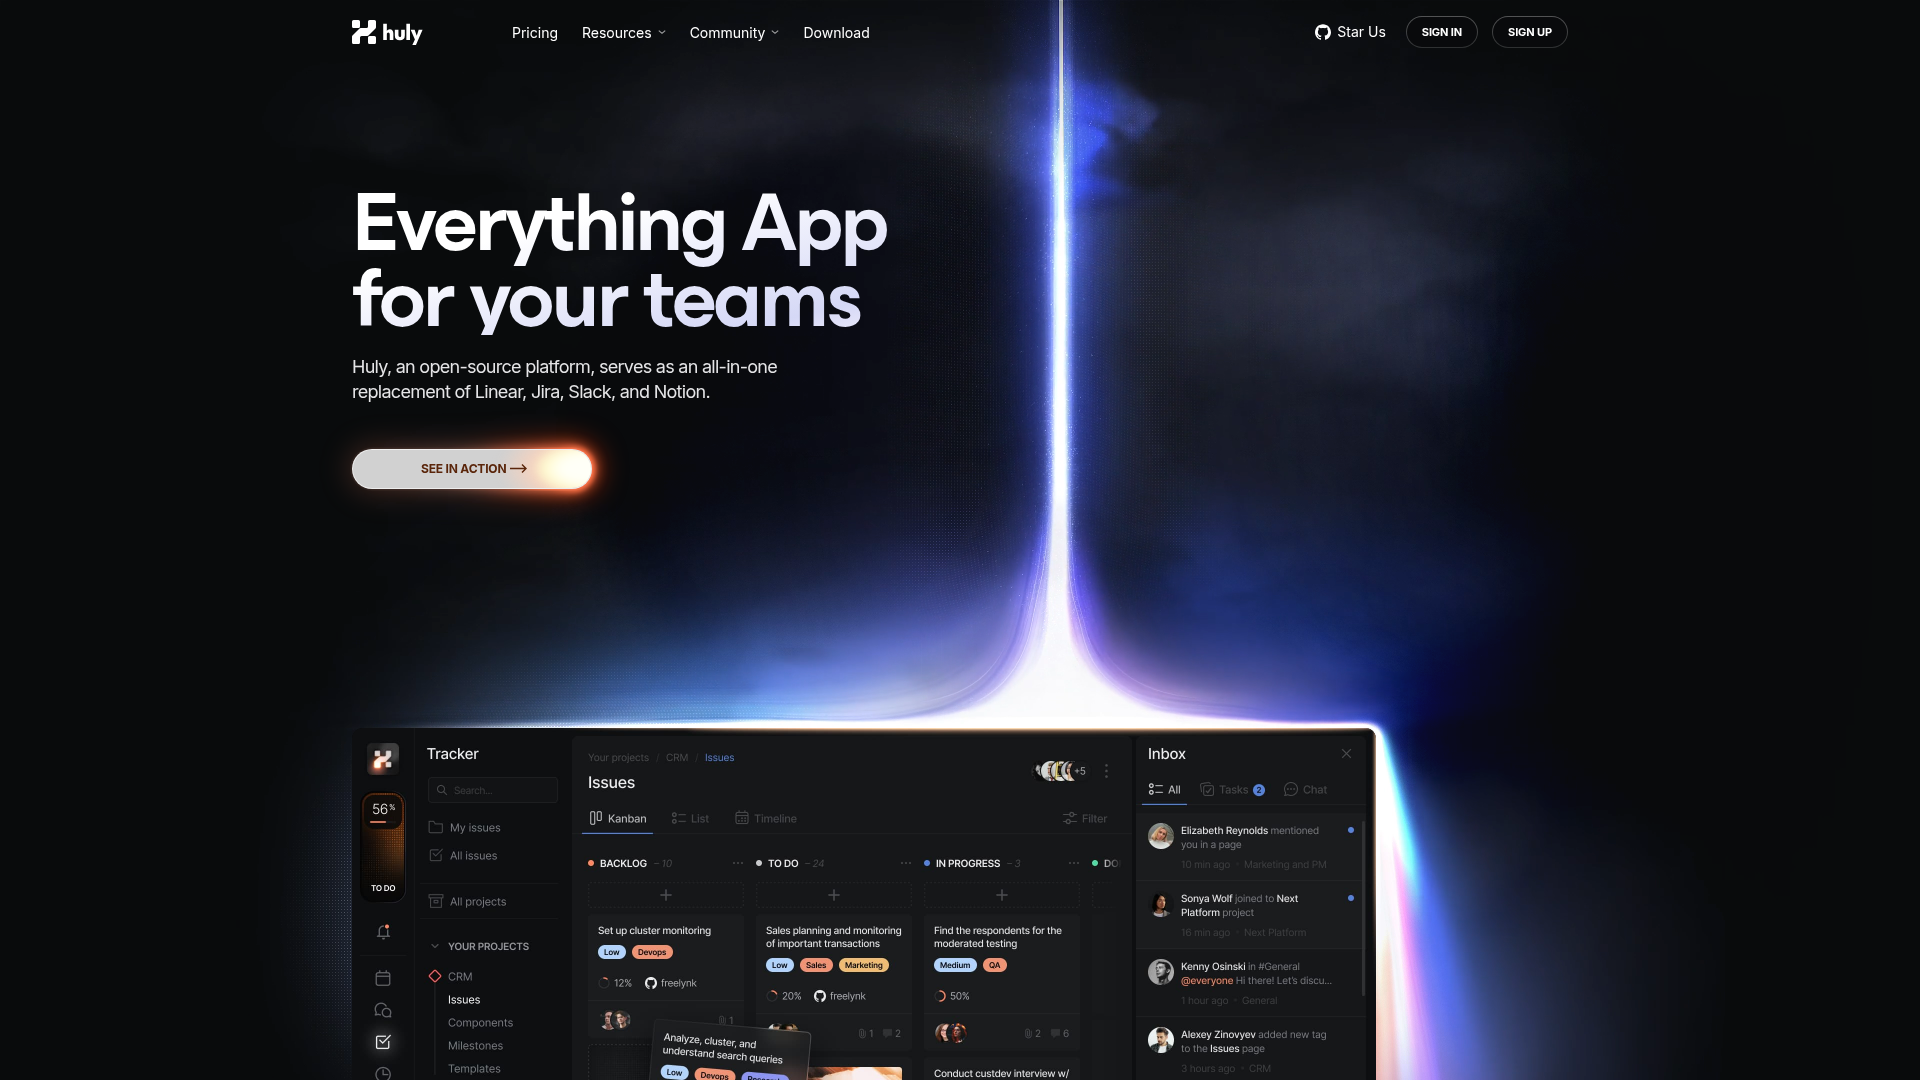 huly
Pricing
Resources
Community
Download
Star Us
SIGN IN
SIGN UP
Everything App
for your teams
Huly, an open-source platform, serves as an all-in-one
replacement of Linear, Jira, Slack, and Notion.
SEE IN ACTION
56%
TO DO
Tracker
Search...
My issues
All issues
All projects
YOUR PROJECTS
CRM
Issues
Components
Milestones
Templates
Your projects / CRM / Issues
Issues
+5
Kanban
List
Timeline
Filter
BACKLOG – 10
Set up cluster monitoring
Low Devops
12% freelynk
1
Analyze, cluster, and
understand search queries
Low Devops
TO DO – 24
Sales planning and monitoring
of important transactions
Low Sales Marketing
20% freelynk
1 2
IN PROGRESS – 3
Find the respondents for the
moderated testing
Medium QA
50%
2 6
Conduct custdev interview w/
DO
Inbox
All
Tasks 2
Chat
Elizabeth Reynolds mentioned
you in a page
10 min ago · Marketing and PM
Sonya Wolf joined to Next
Platform project
16 min ago · Next Platform
Kenny Osinski in #General
@everyone Hi there! Let's discu...
1 hour ago · General
Alexey Zinovyev added new tag
to the Issues page
3 hours ago · CRM